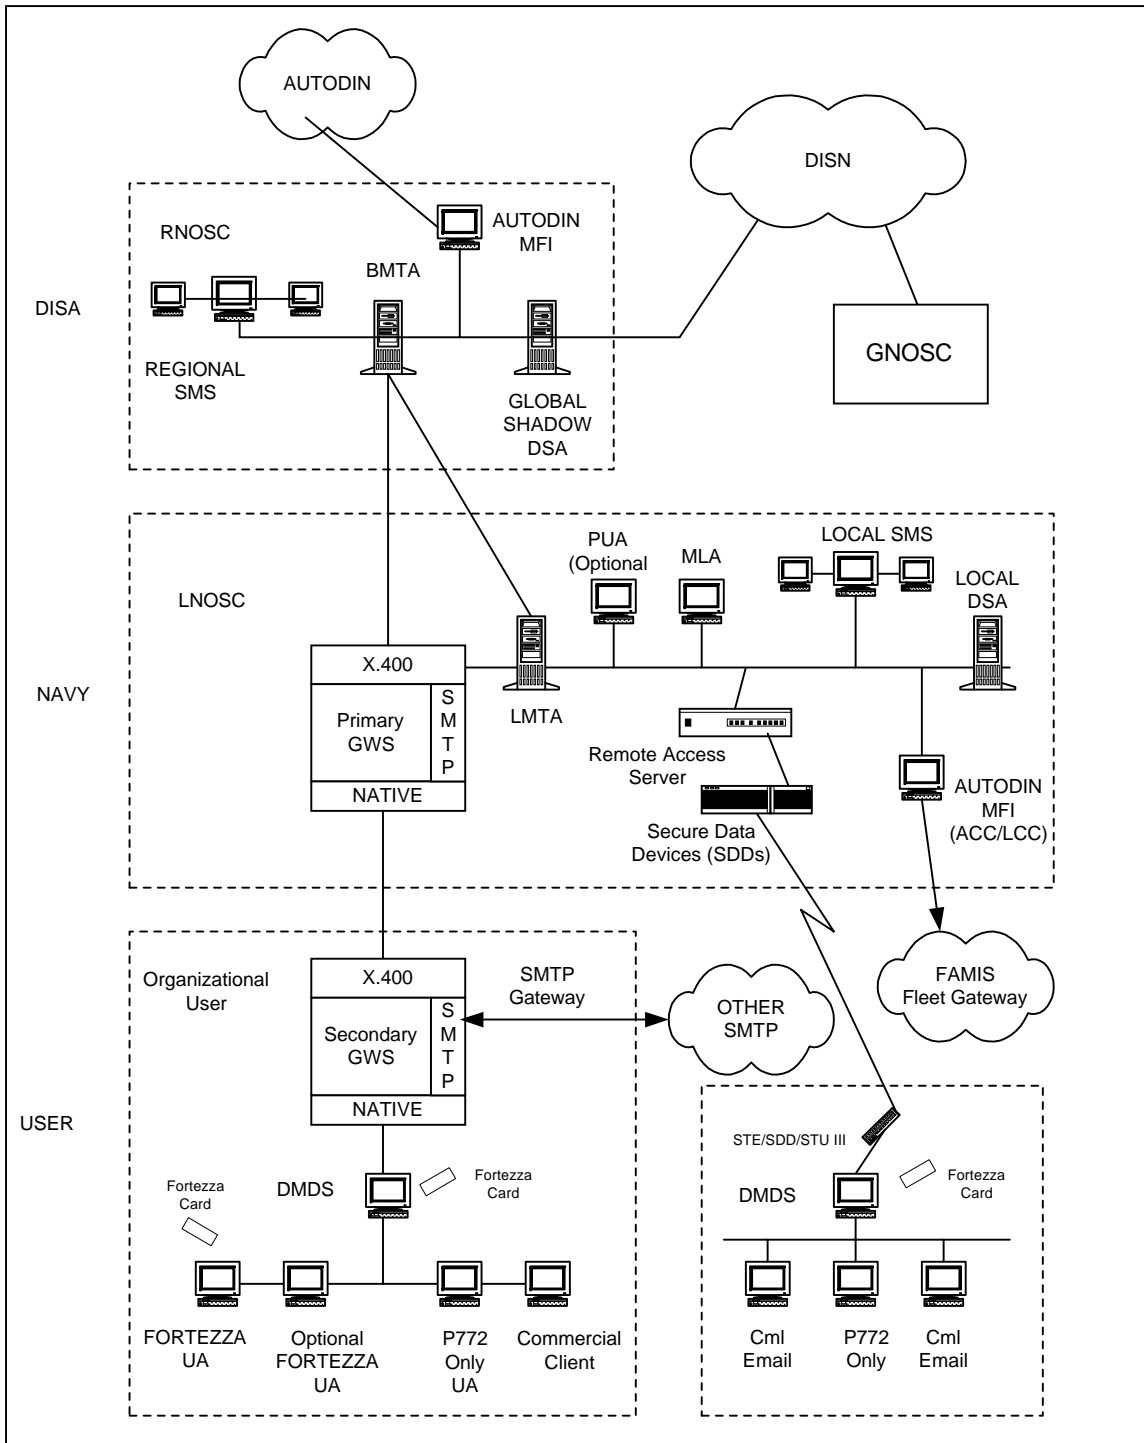 AUTODIN
DISN
RNOSC
AUTODIN
MFI
BMTA
DISA
REGIONAL
SMS
GLOBAL
SHADOW
DSA
GNOSC
LNOSC
PUA
(Optional
MLA
LOCAL SMS
LOCAL
DSA
X.400
Primary
GWS
S
M
T
P
NATIVE
LMTA
NAVY
Remote Access
Server
Secure Data
Devices (SDDs)
AUTODIN
MFI
(ACC/LCC)
FAMIS
Fleet Gateway
Organizational
User
X.400
Secondary
GWS
S
M
T
P
NATIVE
SMTP
Gateway
OTHER
SMTP
USER
DMDS
Fortezza
Card
Fortezza
Card
FORTEZZA
UA
Optional
FORTEZZA
UA
P772
Only
UA
Commercial
Client
STE/SDD/STU III
DMDS
Fortezza
Card
Cml
Email
P772
Only
Cml
Email